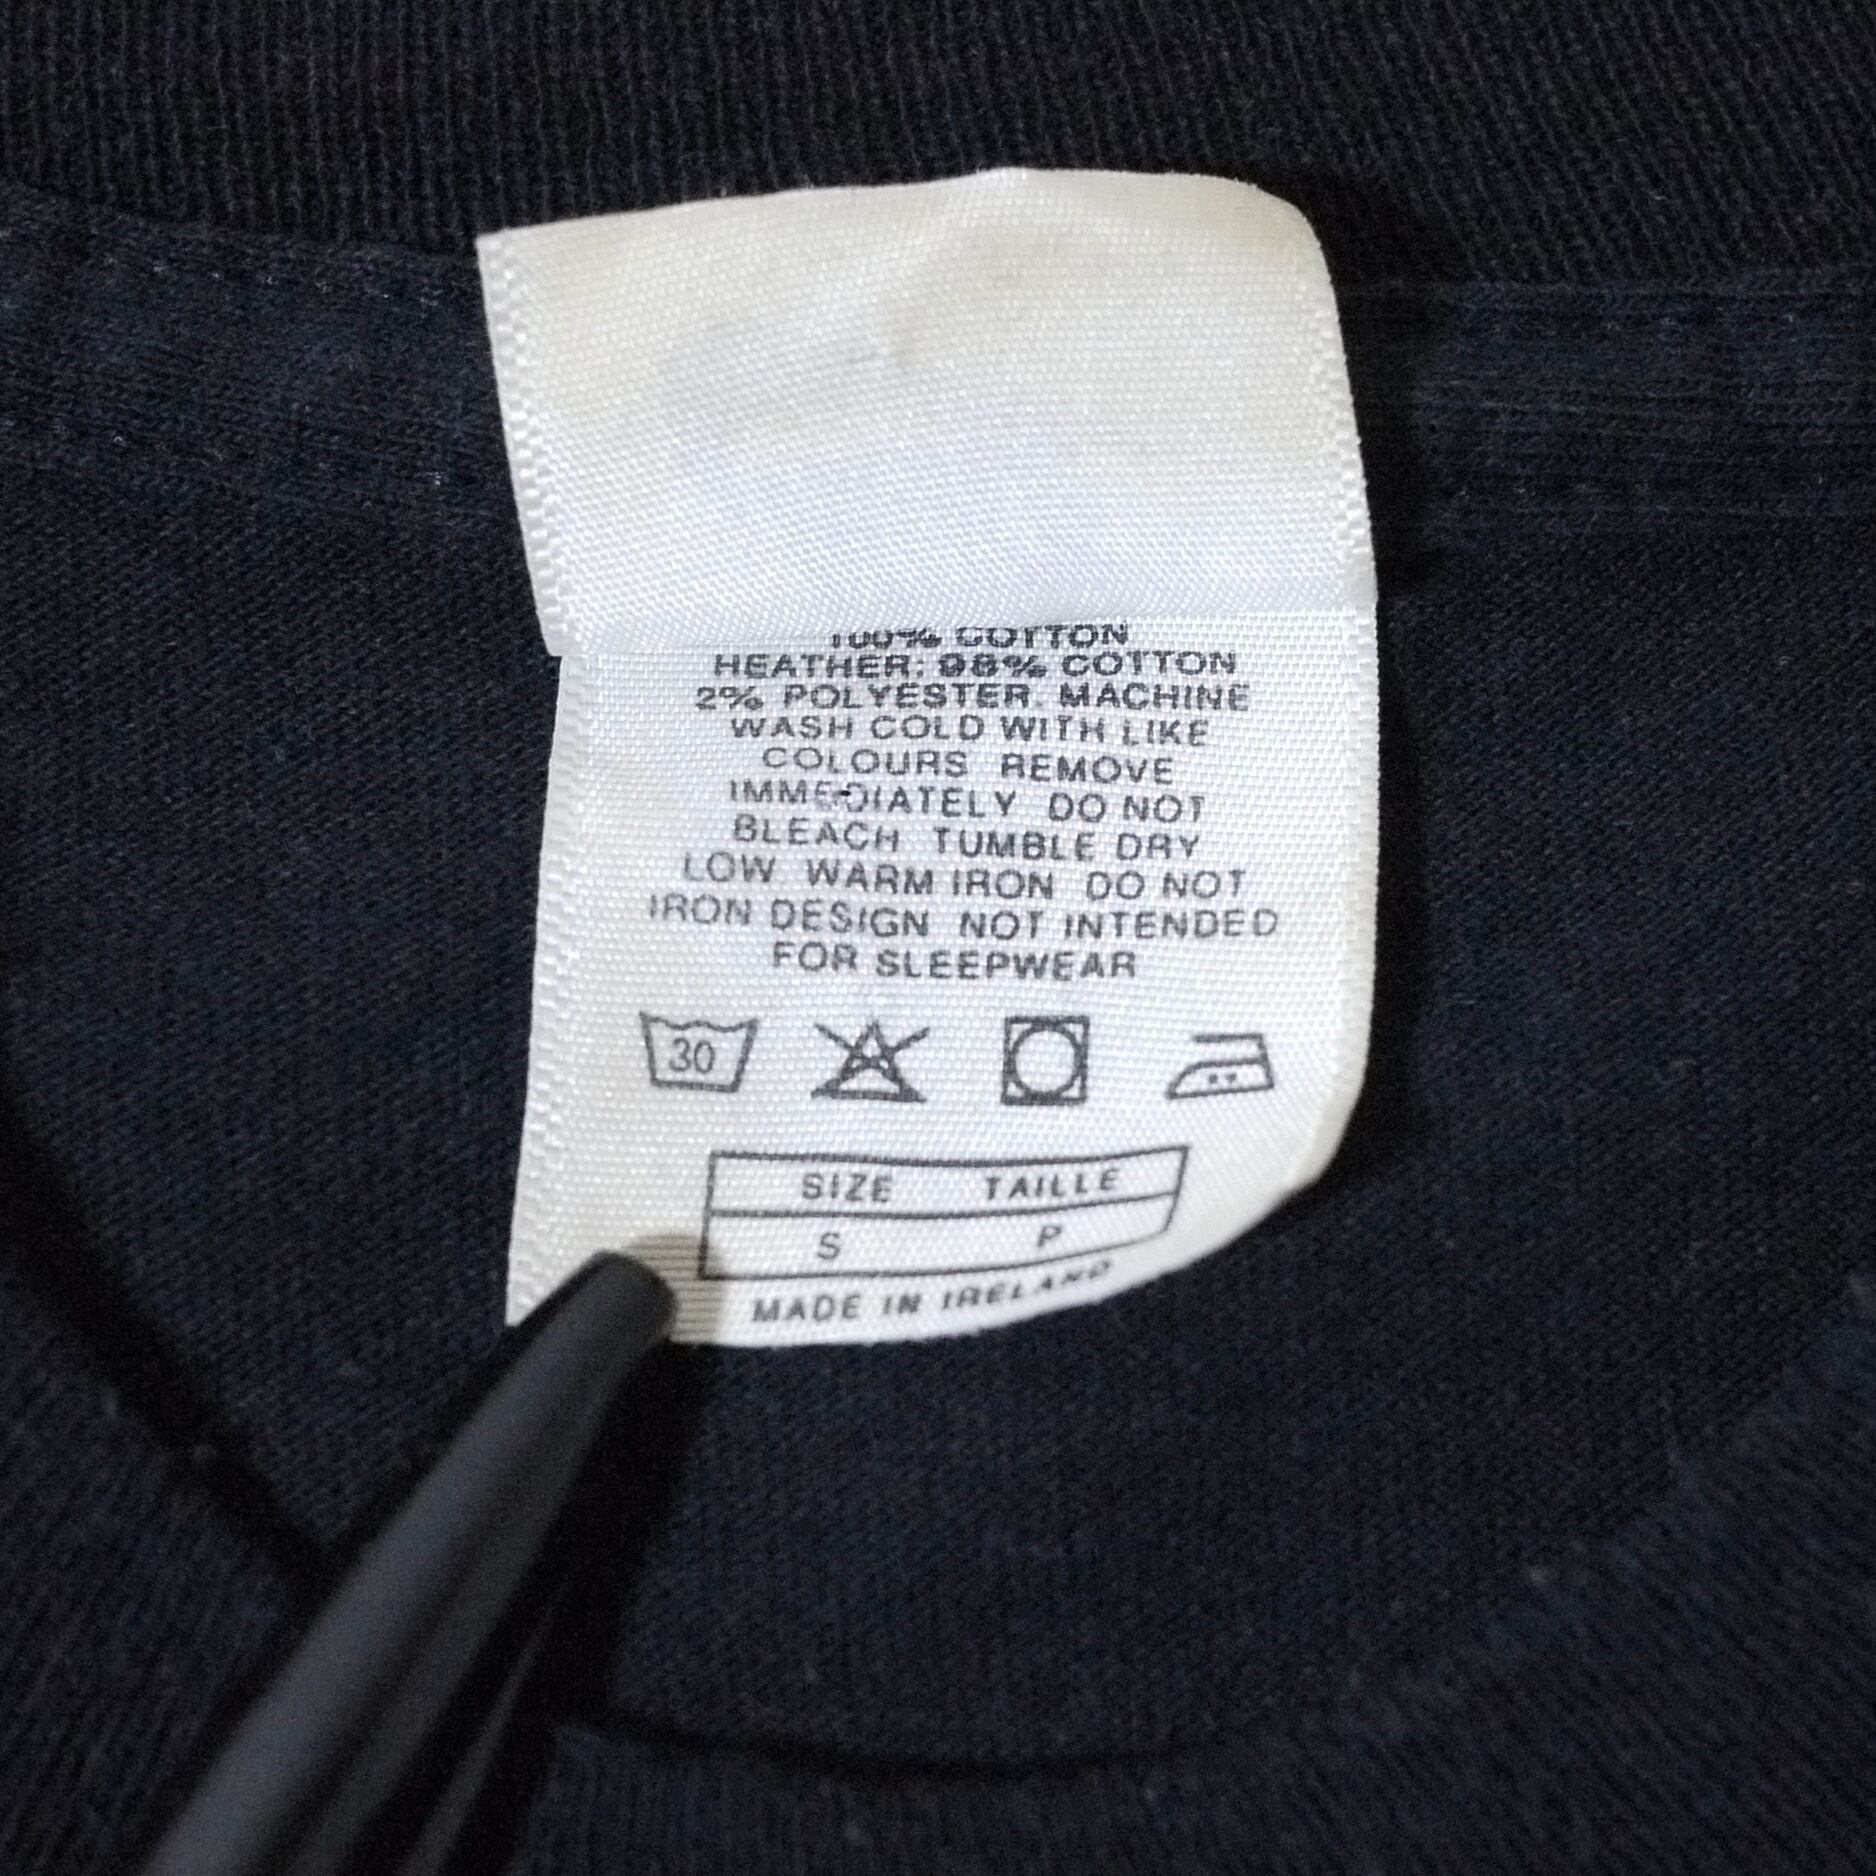 100% COTTON
HEATHER: 98% COTTON
2% POLYESTER. MACHINE
WASH COLD WITH LIKE
COLOURS REMOVE
IMMEDIATELY DO NOT
BLEACH TUMBLE DRY
LOW WARM IRON DO NOT
IRON DESIGN NOT INTENDED
FOR SLEEPWEAR
30
SIZE TAILLE
S P
MADE IN IRELAND